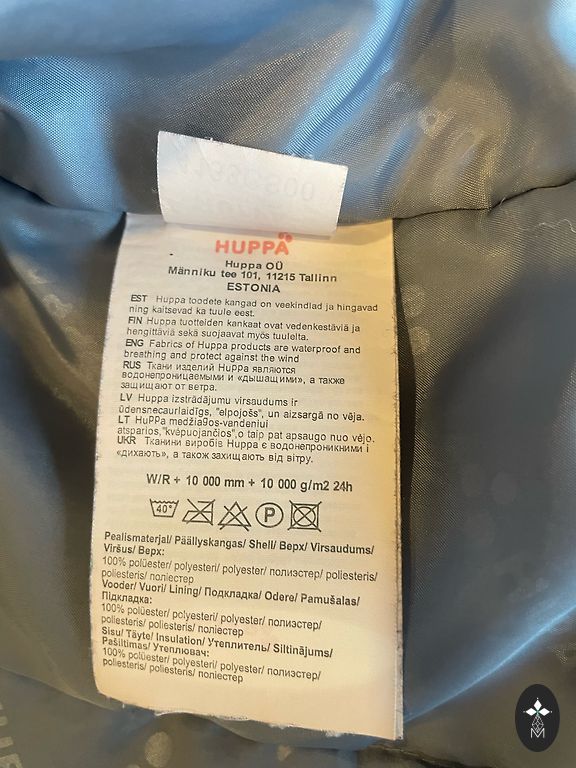 HUPPA
Huppa OÜ
Männiku tee 101, 11215 Tallinn
ESTONIA
EST Huppa toodete kangad on veekindlad ja hingavad
ning kaitsevad ka tuule eest.
FIN Huppa tuotteiden kankaat ovat vedenkestäviä ja
hengittäviä sekä suojaavat myös tuulelta.
ENG Fabrics of Huppa products are waterproof and
breathing and protect against the wind
RUS Ткани изделий HuPPa являются
водонепроницаемыми и «дышащими», а также
защищают от ветра.
LV Huppa izstrādājumu virsaudums ir
ūdensnecaurlaidīgs, "elpojošs", un aizsargā no vēja.
LT HuPPa medžiagos-vandeniui
atsparios,"kvėpuojančios",o taip pat apsaugo nuo vėjo.
UKR Тканини виробів Huppa є водонепроникними і
«дихають», а також захищають від вітру.
W/R + 10 000 mm + 10 000 g/m2 24h
40°
P
Pealismaterjal/ Päällyskangas/ Shell/ Верх/ Virsaudums/
Viršus/ Верх:
100% polüester/ polyesteri/ polyester/ полиэстер/ poliesteris/
poliesteris/ поліестер
Vooder/ Vuori/ Lining/ Подкладка/ Odere/ Pamušalas/
Підкладка:
100% polüester/ polyesteri/ polyester/ полиэстер/
poliesteris/ poliesteris/ поліестер
Sisu/ Täyte/ Insulation/ Утеплитель/ Siltinājums/
Pašiltimas/ Утеплювач:
100% polüester/ polyesteri/ polyester/ полиэстер/
poliesteris/ poliesteris/ поліестер